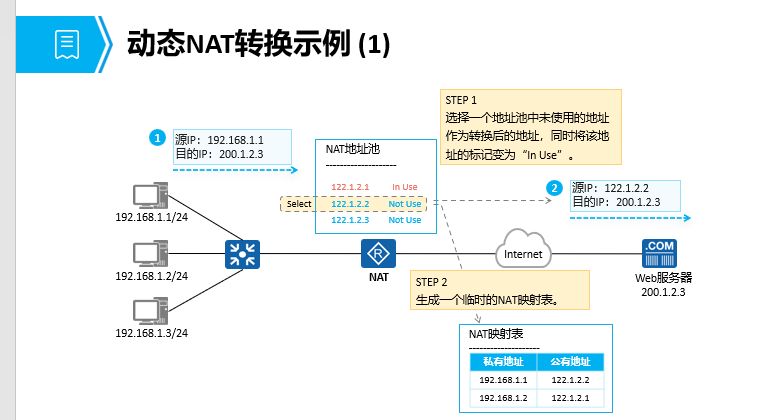 动态NAT转换示例 (1)
STEP 1
选择一个地址池中未使用的地址
作为转换后的地址，同时将该地
址的标记变为“In Use”。
1
源IP：192.168.1.1
目的IP：200.1.2.3
NAT地址池
--------------------
122.1.2.1 In Use
Select 122.1.2.2 Not Use
122.1.2.3 Not Use
2
源IP：122.1.2.2
目的IP：200.1.2.3
192.168.1.1/24
192.168.1.2/24
192.168.1.3/24
R
NAT
Internet
.COM
Web服务器
200.1.2.3
STEP 2
生成一个临时的NAT映射表。
NAT映射表
--------------------
私有地址 公有地址
192.168.1.1 122.1.2.2
192.168.1.2 122.1.2.1